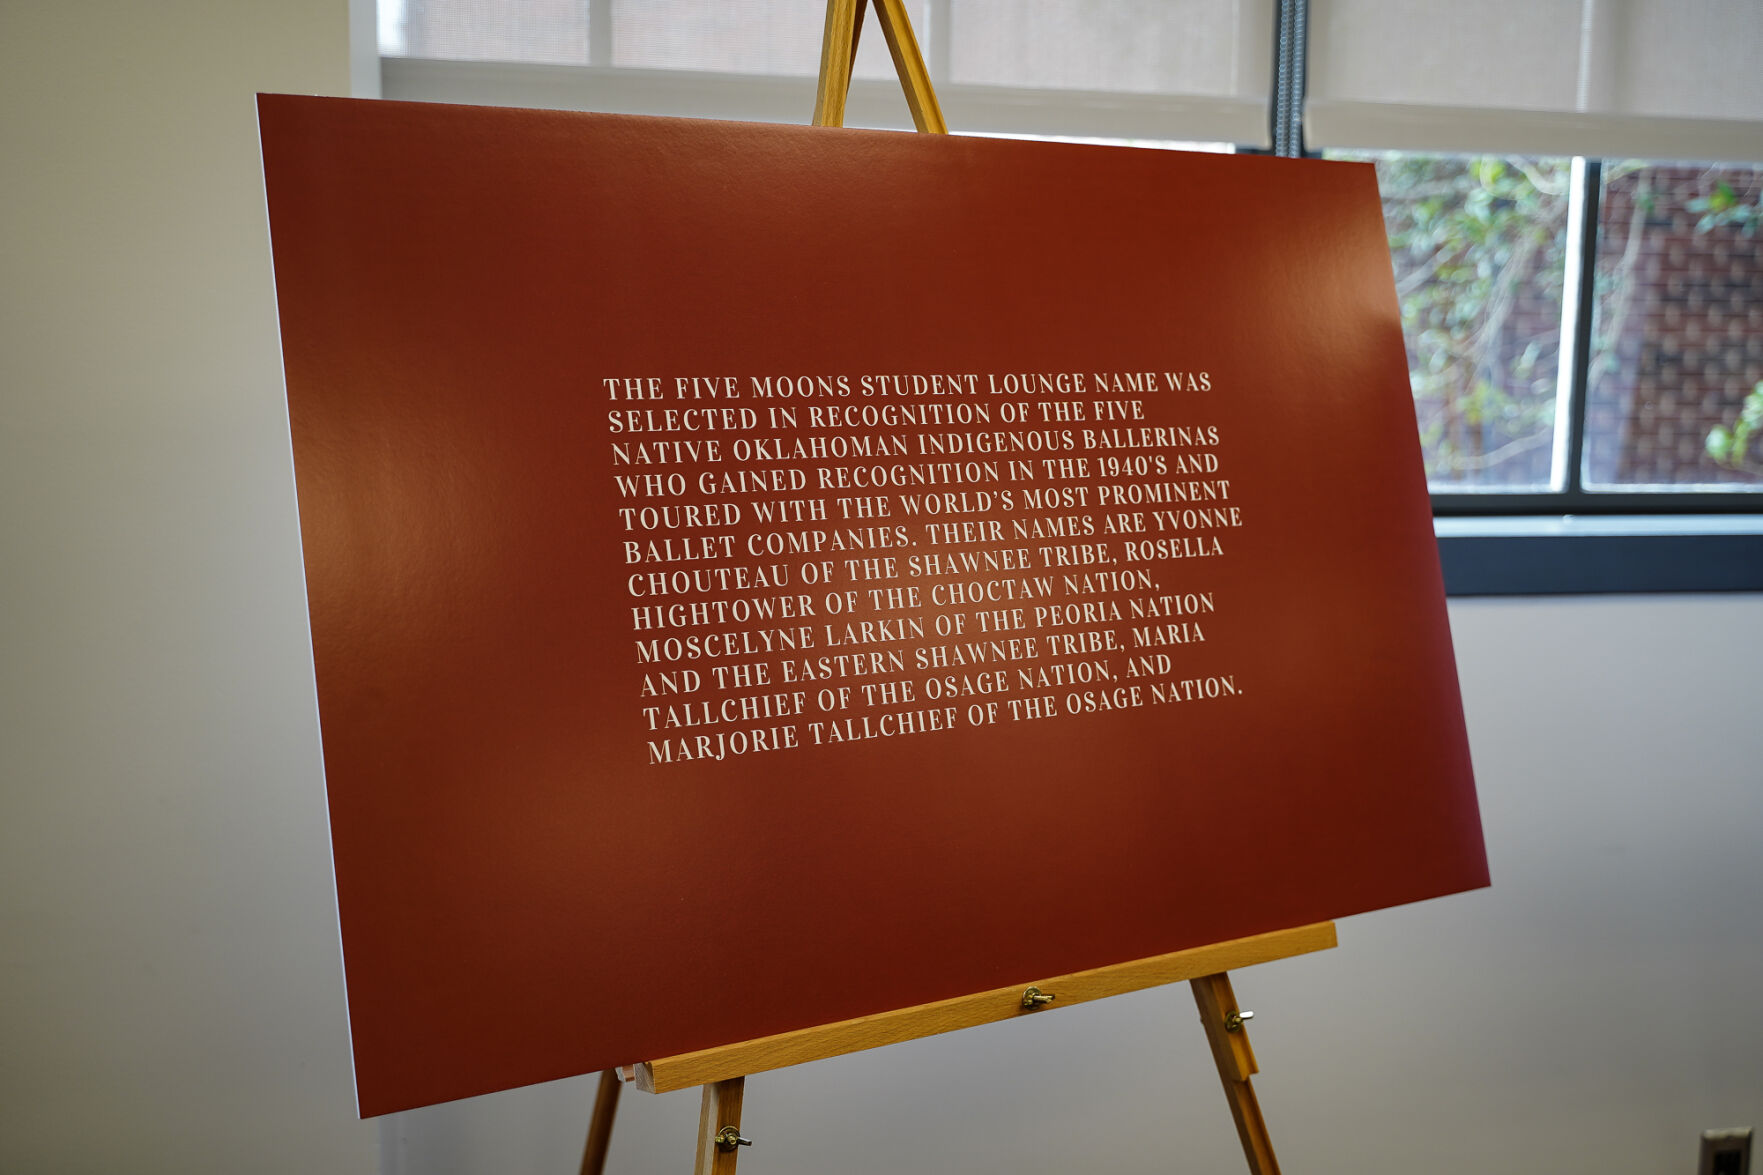 THE FIVE MOONS STUDENT LOUNGE NAME WAS
SELECTED IN RECOGNITION OF THE FIVE
NATIVE OKLAHOMAN INDIGENOUS BALLERINAS
WHO GAINED RECOGNITION IN THE 1940'S AND
TOURED WITH THE WORLD'S MOST PROMINENT
BALLET COMPANIES. THEIR NAMES ARE YVONNE
CHOUTEAU OF THE SHAWNEE TRIBE, ROSELLA
HIGHTOWER OF THE CHOCTAW NATION,
MOSCELYNE LARKIN OF THE PEORIA NATION
AND THE EASTERN SHAWNEE TRIBE, MARIA
TALLCHIEF OF THE OSAGE NATION, AND
MARJORIE TALLCHIEF OF THE OSAGE NATION.